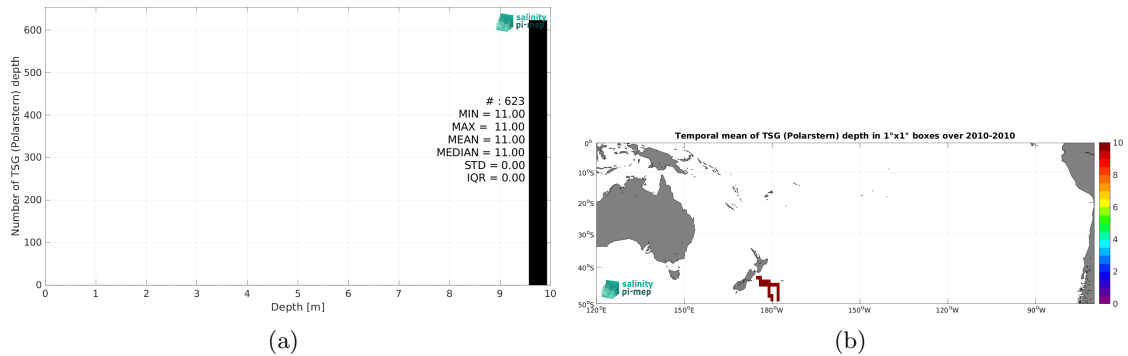 Number of TSG (Polarstern) depth
600
500
400
300
200
100
0
salinity
pi-mep
# : 623
MIN = 11.00
MAX = 11.00
MEAN = 11.00
MEDIAN = 11.00
STD = 0.00
IQR = 0.00
0 1 2 3 4 5 6 7 8 9 10
Depth [m]
(a)
Temporal mean of TSG (Polarstern) depth in 1°x1° boxes over 2010-2010
0°
10°S
20°S
30°S
40°S
50°S
salinity
pi-mep
120°E 150°E 180°W 150°W 120°W 90°W
10
8
6
4
2
0
(b)